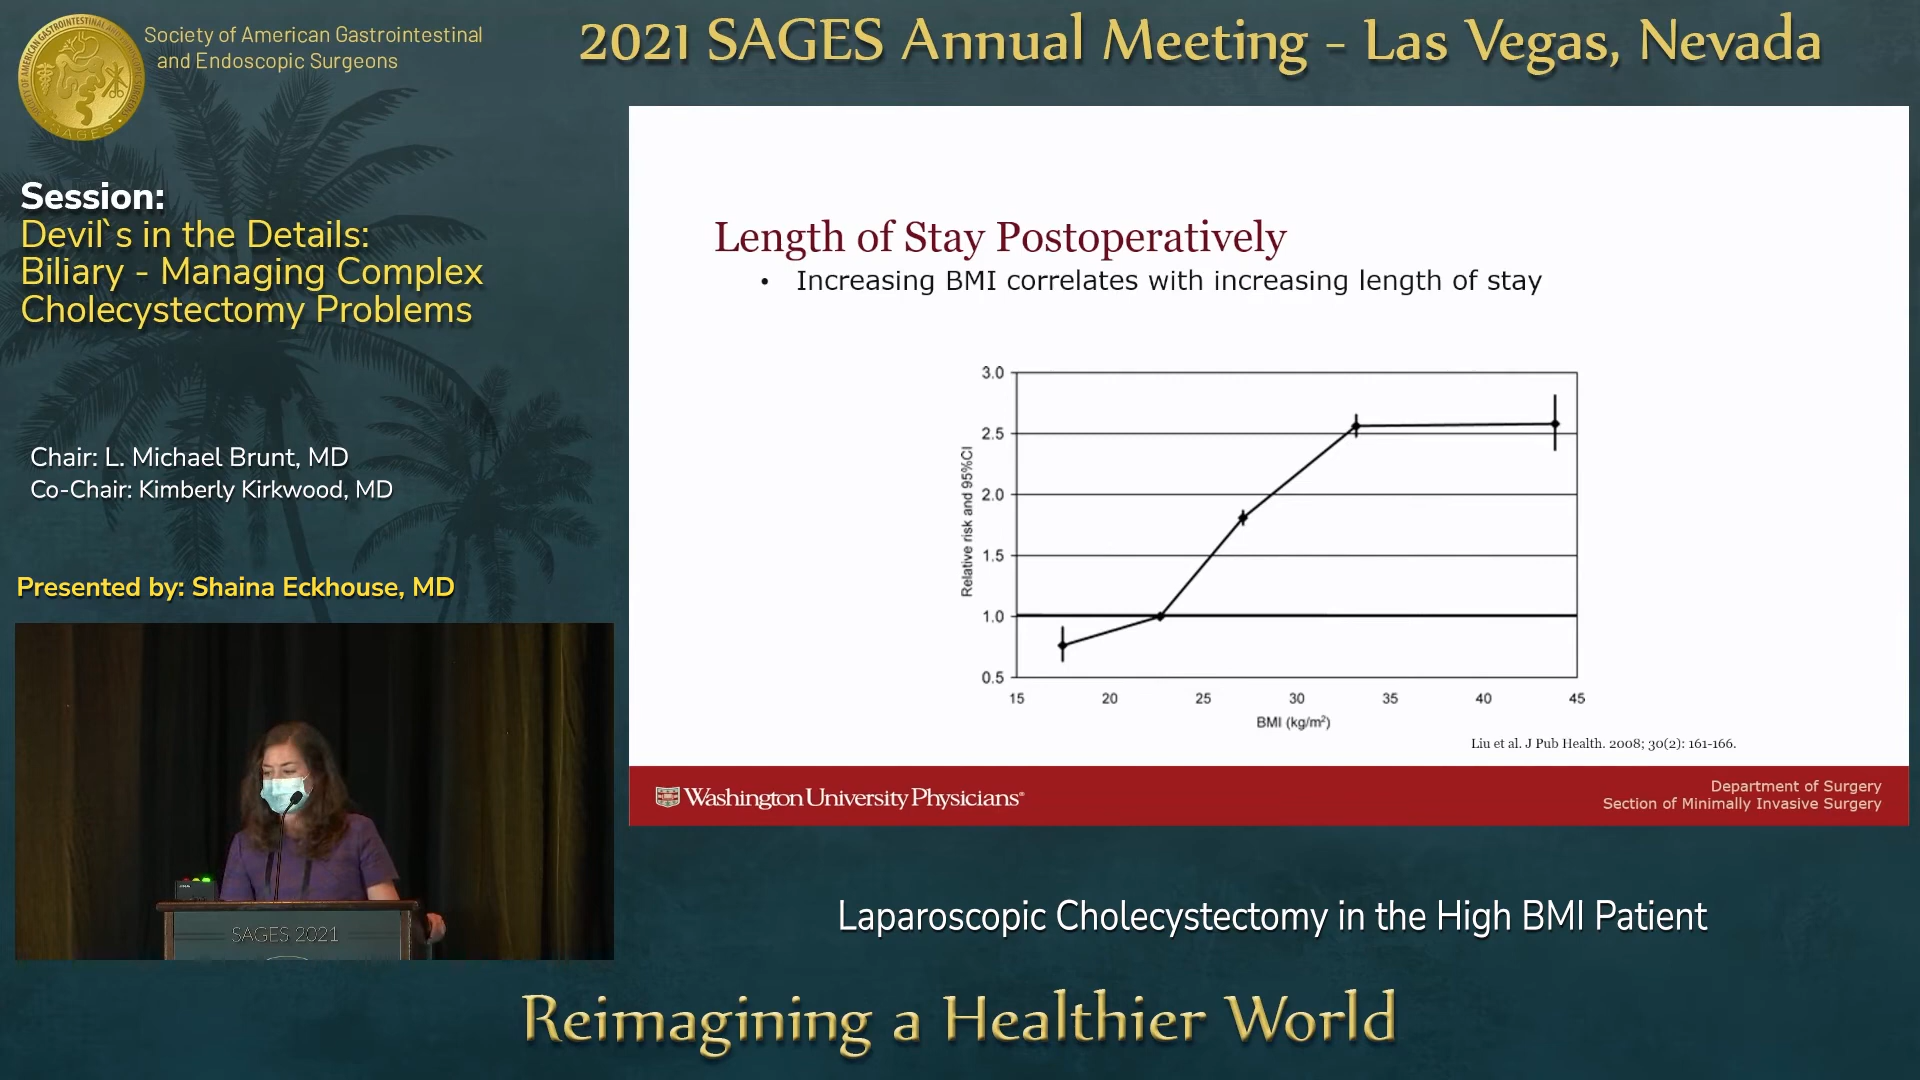 Society of American Gastrointestinal
and Endoscopic Surgeons
SAGES
2021 SAGES Annual Meeting - Las Vegas, Nevada
Session:
Devil`s in the Details:
Biliary - Managing Complex
Cholecystectomy Problems
Chair: L. Michael Brunt, MD
Co-Chair: Kimberly Kirkwood, MD
Presented by: Shaina Eckhouse, MD
SAGES 2021
Length of Stay Postoperatively
• Increasing BMI correlates with increasing length of stay
Relative risk and 95%CI
3.0
2.5
2.0
1.5
1.0
0.5
15 20 25 30 35 40 45
BMI (kg/m²)
Liu et al. J Pub Health. 2008; 30(2): 161-166.
Washington University Physicians®
Department of Surgery
Section of Minimally Invasive Surgery
Laparoscopic Cholecystectomy in the High BMI Patient
Reimagining a Healthier World